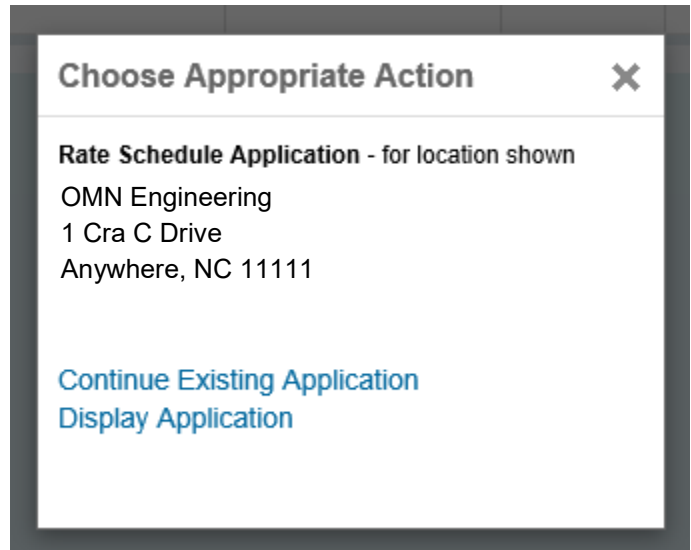 Choose Appropriate Action
Rate Schedule Application - for location shown
OMN Engineering
1 Cra C Drive
Anywhere, NC 11111
Continue Existing Application
Display Application